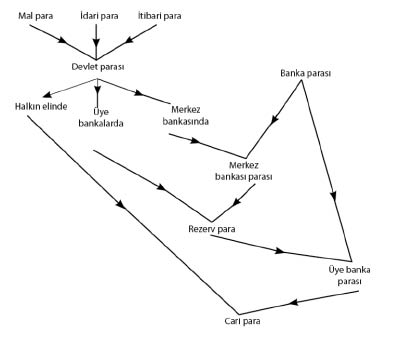 Mal para
İdari para
İtibari para
Devlet parası
Banka parası
Halkın elinde
Üye
bankalarda
Merkez
bankasında
Merkez
bankası parası
Rezerv para
Üye banka
parası
Cari para